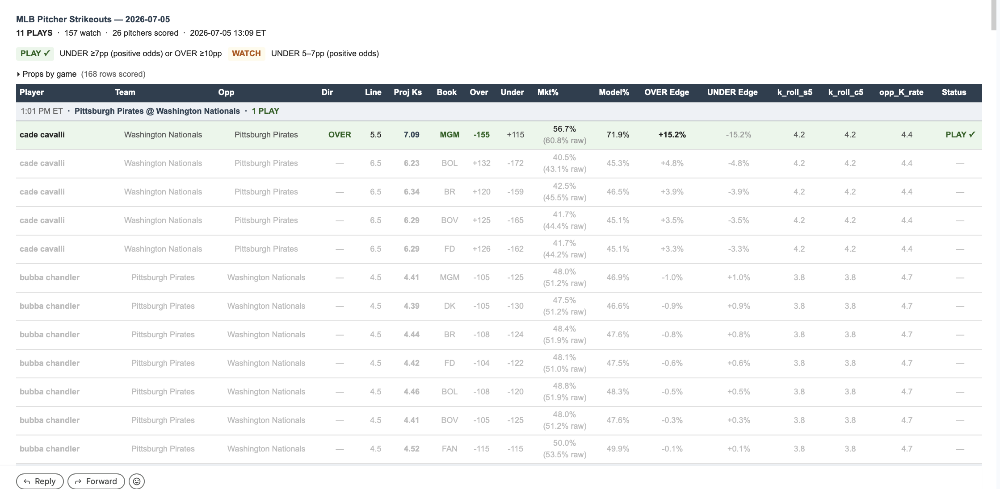 MLB Pitcher Strikeouts — 2026-07-05
11 PLAYS · 157 watch · 26 pitchers scored · 2026-07-05 13:09 ET
PLAY ✓ UNDER ≥7pp (positive odds) or OVER ≥10pp WATCH UNDER 5–7pp (positive odds)
Props by game (168 rows scored)
Player Team Opp Dir Line Proj Ks Book Over Under Mkt% Model% OVER Edge UNDER Edge k_roll_s5 k_roll_c5 opp_K_rate Status
1:01 PM ET · Pittsburgh Pirates @ Washington Nationals · 1 PLAY
cade cavalli Washington Nationals Pittsburgh Pirates OVER 5.5 7.09 MGM -155 +115 56.7% (60.8% raw) 71.9% +15.2% -15.2% 4.2 4.2 4.4 PLAY ✓
cade cavalli Washington Nationals Pittsburgh Pirates — 6.5 6.23 BOL +132 -172 40.5% (43.1% raw) 45.3% +4.8% -4.8% 4.2 4.2 4.4 —
cade cavalli Washington Nationals Pittsburgh Pirates — 6.5 6.34 BR +120 -159 42.5% (45.5% raw) 46.5% +3.9% -3.9% 4.2 4.2 4.4 —
cade cavalli Washington Nationals Pittsburgh Pirates — 6.5 6.29 BOV +125 -165 41.7% (44.4% raw) 45.1% +3.5% -3.5% 4.2 4.2 4.4 —
cade cavalli Washington Nationals Pittsburgh Pirates — 6.5 6.29 FD +126 -162 41.7% (44.2% raw) 45.1% +3.3% -3.3% 4.2 4.2 4.4 —
bubba chandler Pittsburgh Pirates Washington Nationals — 4.5 4.41 MGM -105 -125 48.0% (51.2% raw) 46.9% -1.0% +1.0% 3.8 3.8 4.7 —
bubba chandler Pittsburgh Pirates Washington Nationals — 4.5 4.39 DK -105 -130 47.5% (51.2% raw) 46.6% -0.9% +0.9% 3.8 3.8 4.7 —
bubba chandler Pittsburgh Pirates Washington Nationals — 4.5 4.44 BR -108 -124 48.4% (51.9% raw) 47.6% -0.8% +0.8% 3.8 3.8 4.7 —
bubba chandler Pittsburgh Pirates Washington Nationals — 4.5 4.42 FD -104 -122 48.1% (51.0% raw) 47.5% -0.6% +0.6% 3.8 3.8 4.7 —
bubba chandler Pittsburgh Pirates Washington Nationals — 4.5 4.46 BOL -108 -120 48.8% (51.9% raw) 48.3% -0.5% +0.5% 3.8 3.8 4.7 —
bubba chandler Pittsburgh Pirates Washington Nationals — 4.5 4.41 BOV -105 -125 48.0% (51.2% raw) 47.6% -0.3% +0.3% 3.8 3.8 4.7 —
bubba chandler Pittsburgh Pirates Washington Nationals — 4.5 4.52 FAN -115 -115 50.0% (53.5% raw) 49.9% -0.1% +0.1% 3.8 3.8 4.7 —
Reply Forward